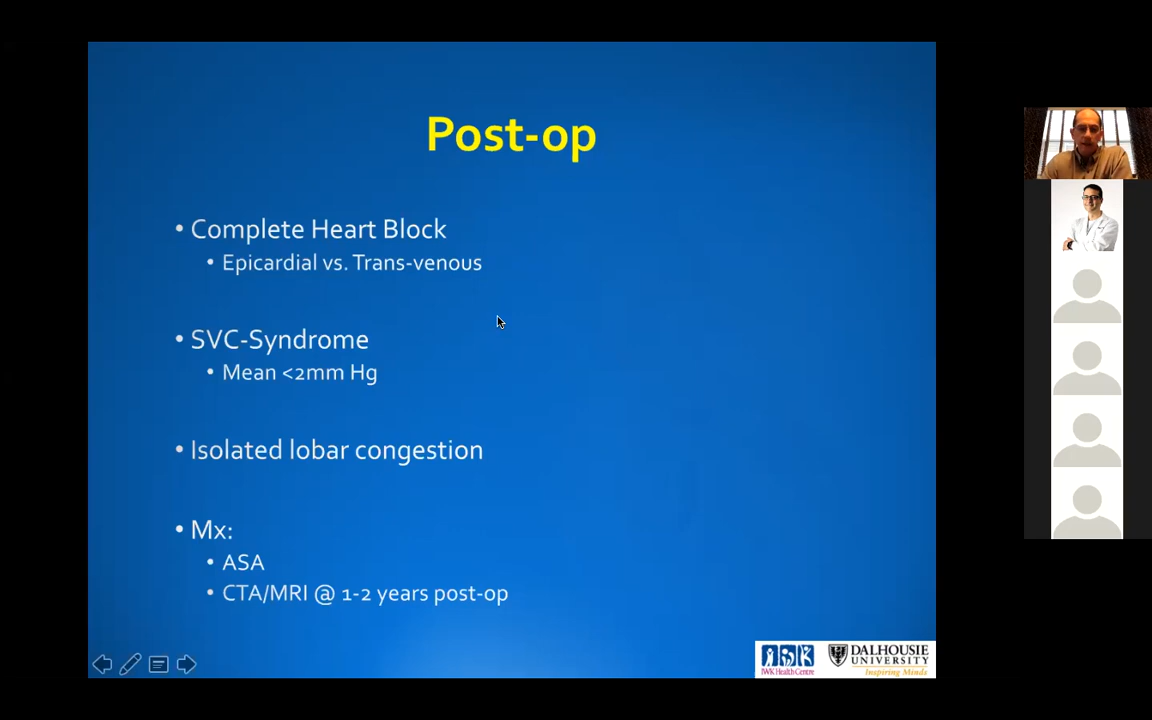 Post-op
• Complete Heart Block
• Epicardial vs. Trans-venous
• SVC-Syndrome
• Mean <2mm Hg
• Isolated lobar congestion
• Mx:
• ASA
• CTA/MRI @ 1-2 years post-op
IWK Health Centre
DALHOUSIE
UNIVERSITY
Inspiring Minds